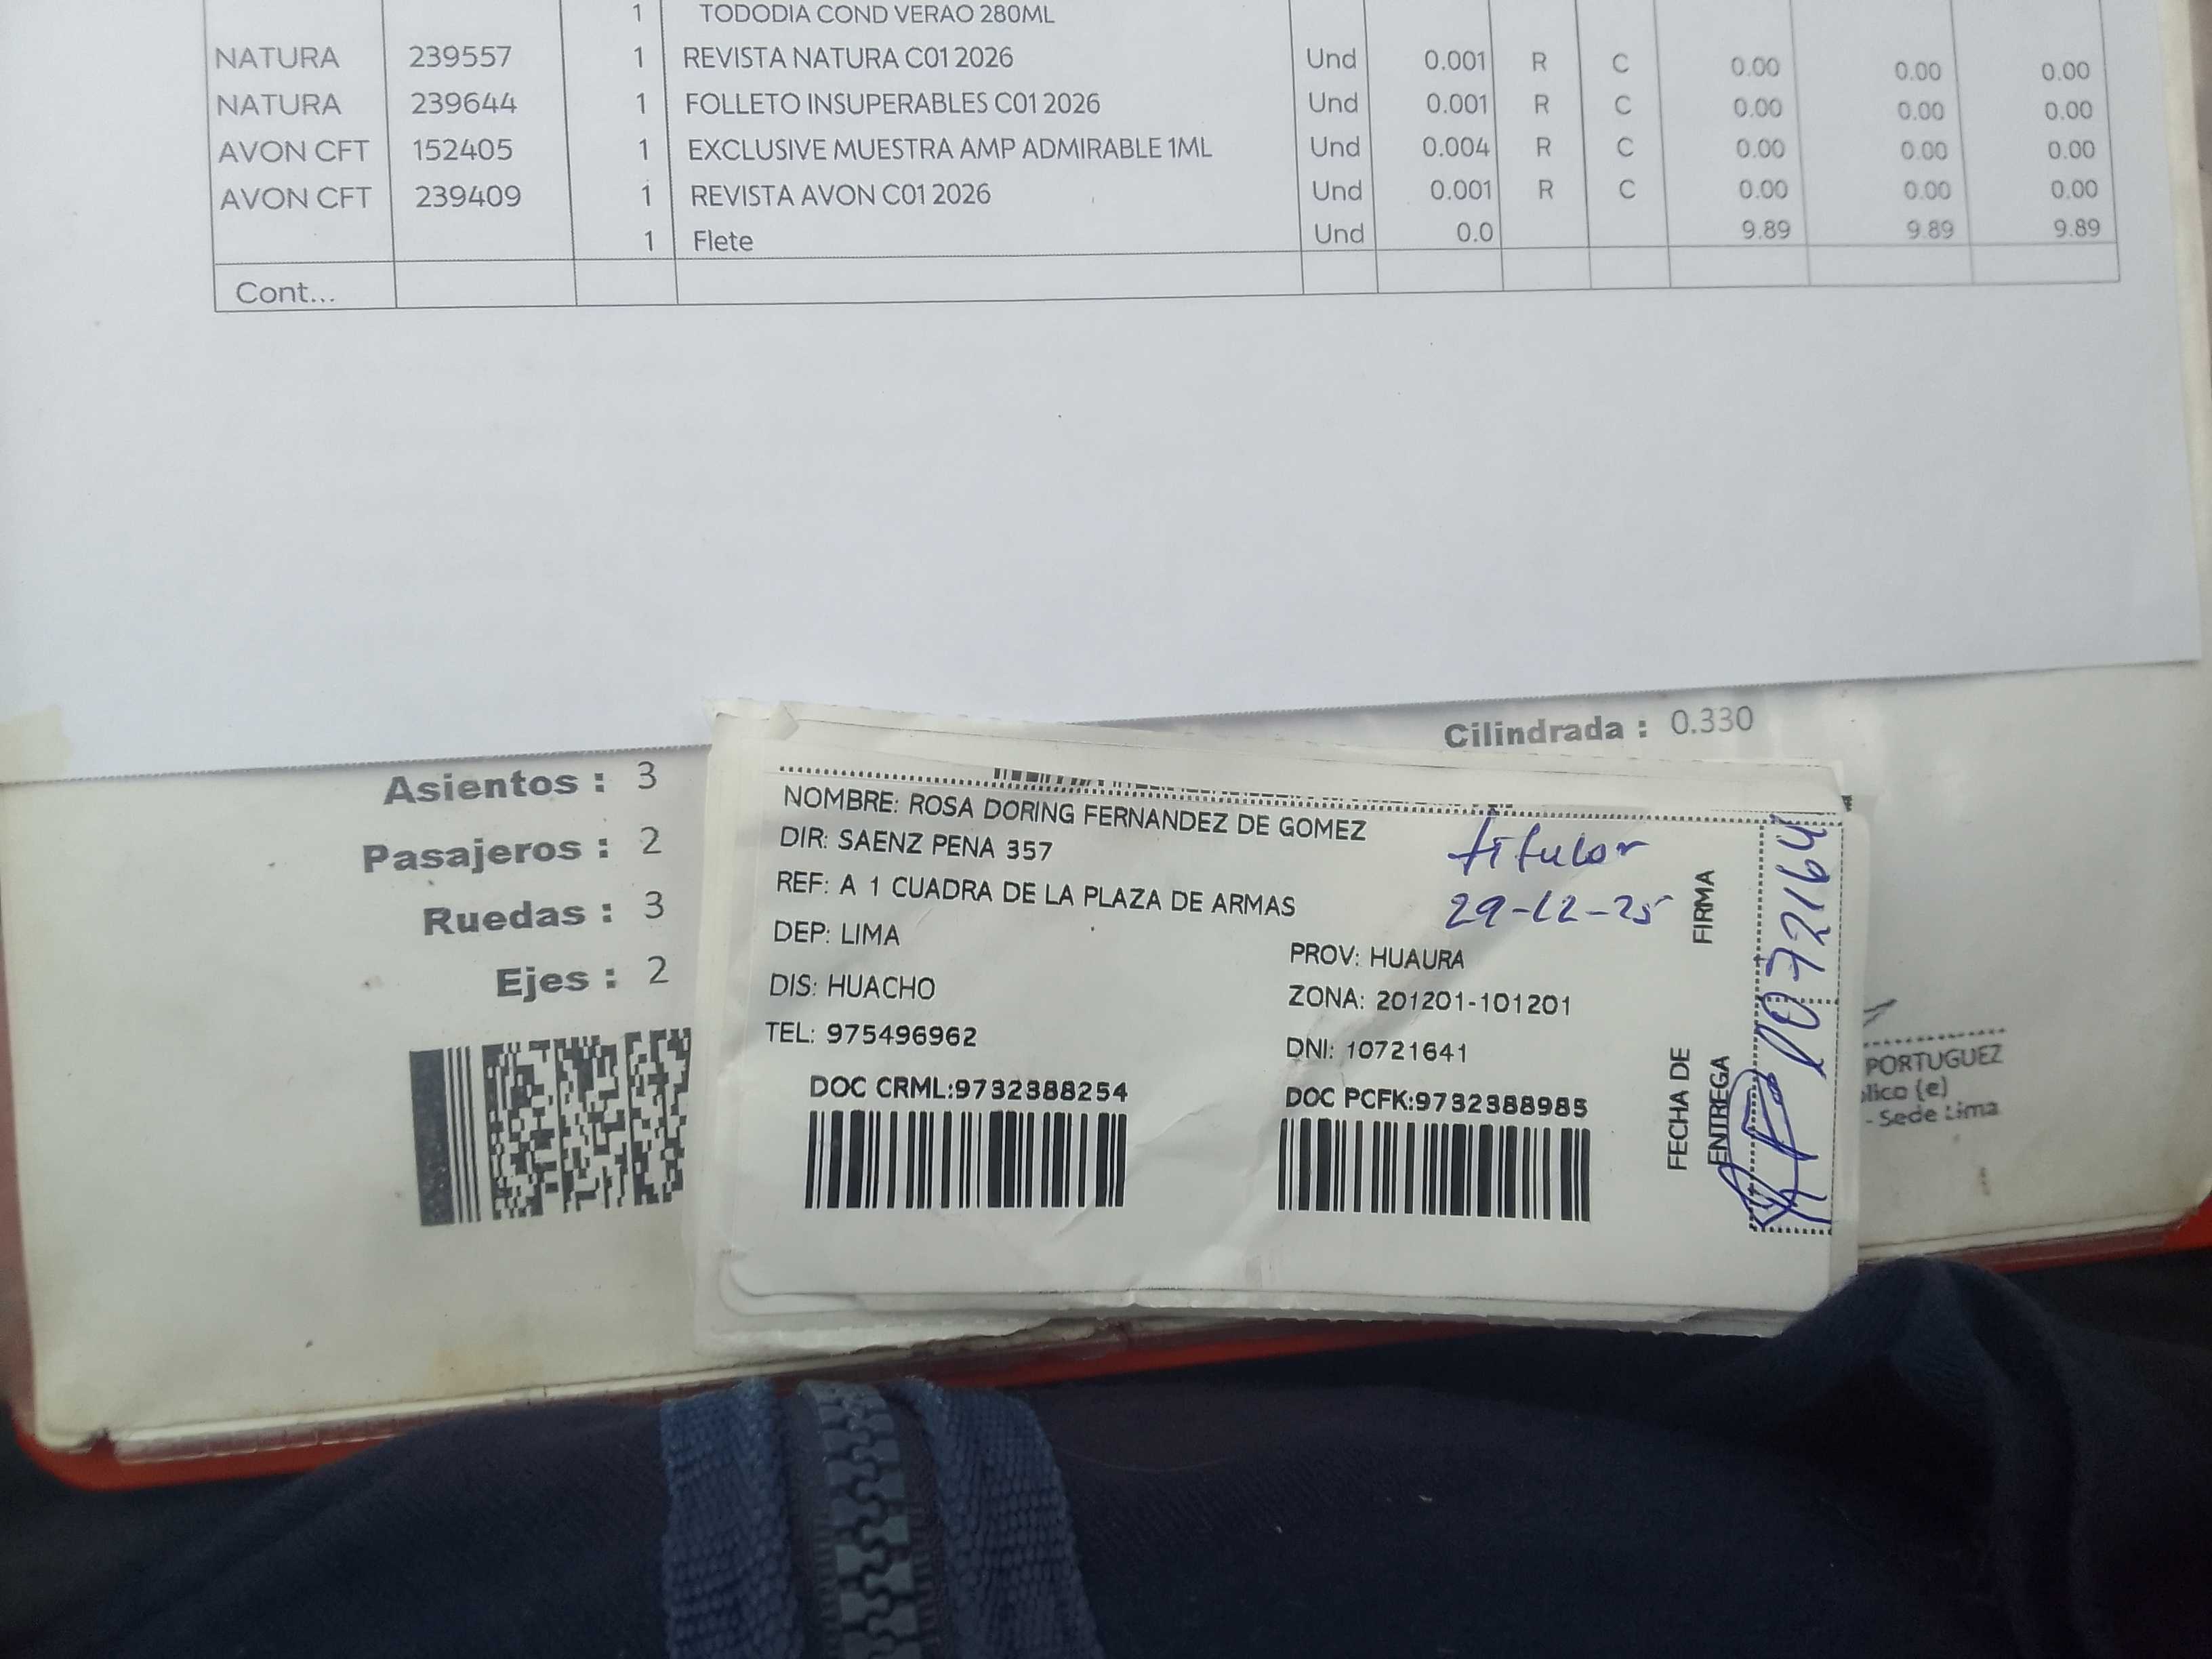 1 TODODIA COND VERAO 280ML
NATURA 239557 1 REVISTA NATURA C01 2026 Und 0.001 R C 0.00 0.00 0.00
NATURA 239644 1 FOLLETO INSUPERABLES C01 2026 Und 0.001 R C 0.00 0.00 0.00
AVON CFT 152405 1 EXCLUSIVE MUESTRA AMP ADMIRABLE 1ML Und 0.004 R C 0.00 0.00 0.00
AVON CFT 239409 1 REVISTA AVON C01 2026 Und 0.001 R C 0.00 0.00 0.00
1 Flete Und 0.0 9.89 9.89 9.89
Cont...
Cilindrada : 0.330
Asientos : 3
Pasajeros : 2
Ruedas : 3
Ejes : 2
NOMBRE: ROSA DORING FERNANDEZ DE GOMEZ
DIR: SAENZ PENA 357
REF: A 1 CUADRA DE LA PLAZA DE ARMAS
DEP: LIMA
PROV: HUAURA
DIS: HUACHO
ZONA: 201201-101201
TEL: 975496962
DNI: 10721641
DOC CRML:9732388254
DOC PCFK:9732388985
titular
29-12-25
FIRMA
FECHA DE
ENTREGA
PORTUGUEZ
blico (e)
- Sede Lima